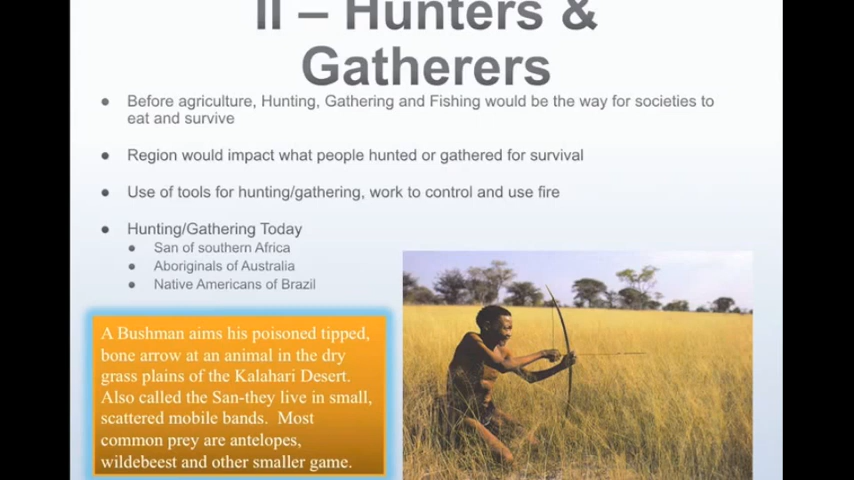 II – Hunters &
Gatherers
● Before agriculture, Hunting, Gathering and Fishing would be the way for societies to
eat and survive
● Region would impact what people hunted or gathered for survival
● Use of tools for hunting/gathering, work to control and use fire
● Hunting/Gathering Today
● San of southern Africa
● Aboriginals of Australia
● Native Americans of Brazil
A Bushman aims his poisoned tipped,
bone arrow at an animal in the dry
grass plains of the Kalahari Desert.
Also called the San-they live in small,
scattered mobile bands.  Most
common prey are antelopes,
wildebeest and other smaller game.